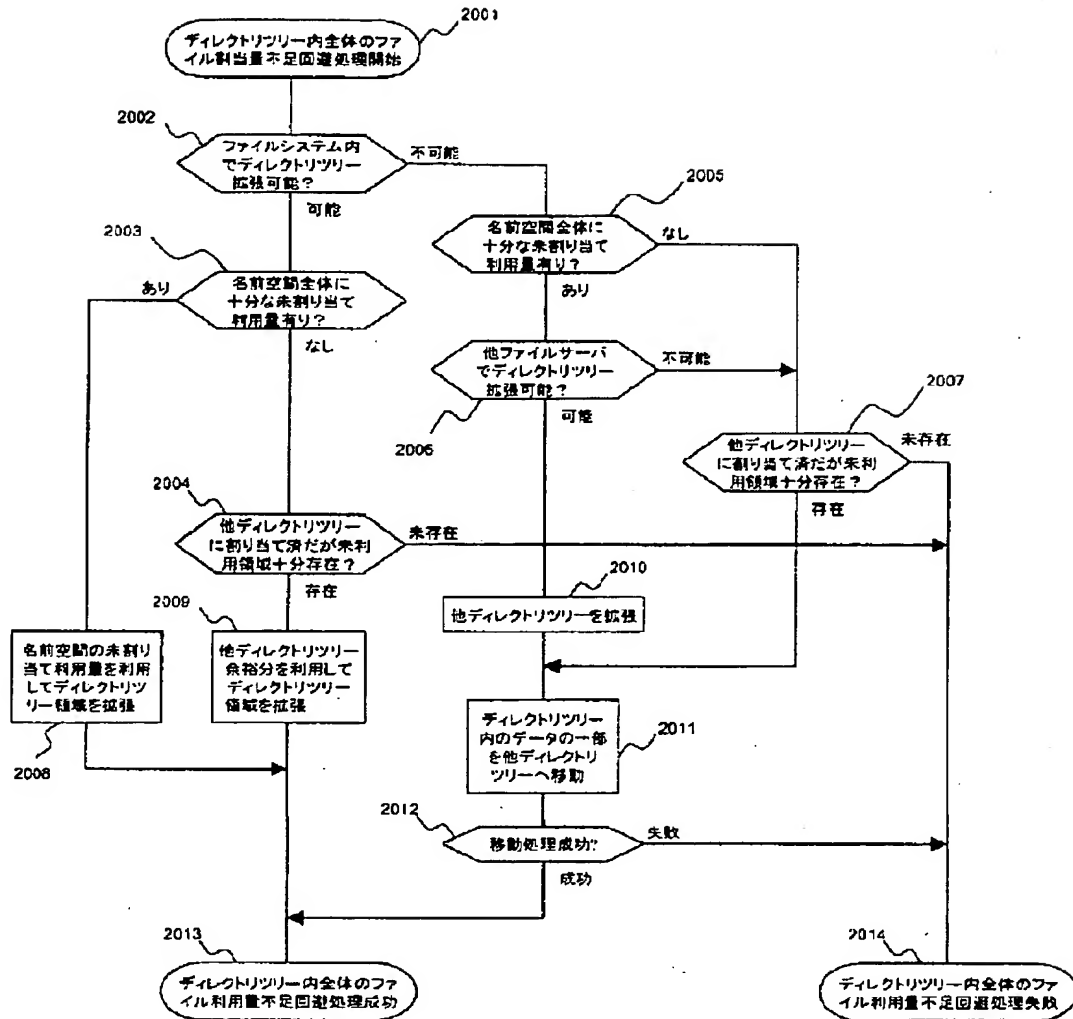 2001
ディレクトリツリー内全体のファ
イル割当量不足回避処理開始
2002
ファイルシステム内
でディレクトリツリー
拡張可能？
不可能
可能
2005
名前空間全体に
十分な未割り当て
利用量有り？
なし
あり
2003
名前空間全体に
十分な未割り当て
利用量有り？
あり
なし
他ファイルサーバ
でディレクトリツリー
拡張可能？
不可能
可能
2006
2007
他ディレクトリツリー
に割り当て済だが未利
用領域十分存在？
未存在
存在
2004
他ディレクトリツリー
に割り当て済だが未利
用領域十分存在？
未存在
存在
2010
他ディレクトリツリーを拡張
2009
名前空間の未割り
当て利用量を利用
してディレクトリツ
リー領域を拡張
2008
他ディレクトリツリー
余裕分を利用して
ディレクトリツリー
領域を拡張
ディレクトリツリー
内のデータの一部
を他ディレクトリ
ツリーへ移動
2011
2012
移動処理成功？
失敗
成功
2013
ディレクトリツリー内全体のファ
イル利用量不足回避処理成功
2014
ディレクトリツリー内全体のファ
イル利用量不足回避処理失敗